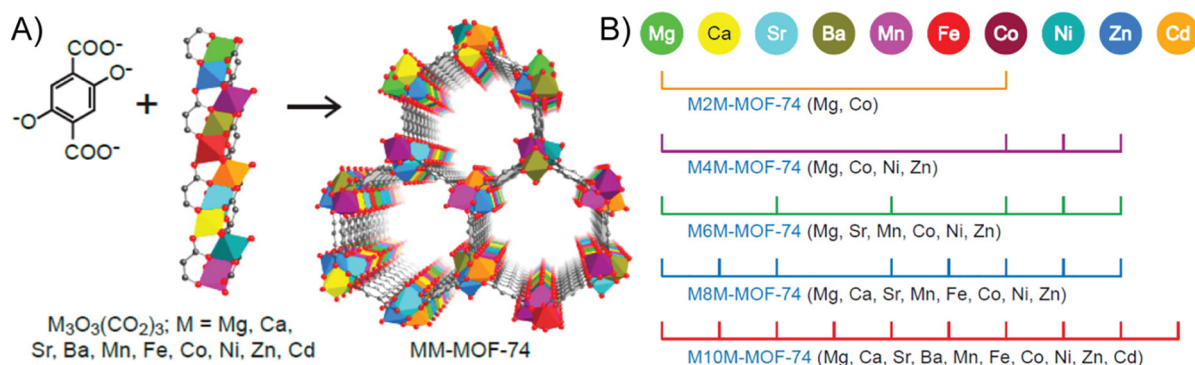 A)
COO⁻
O⁻
⁻O
COO⁻
+
M₃O₃(CO₂)₃; M = Mg, Ca,
Sr, Ba, Mn, Fe, Co, Ni, Zn, Cd
MM-MOF-74
B)
Mg Ca Sr Ba Mn Fe Co Ni Zn Cd
M2M-MOF-74 (Mg, Co)
M4M-MOF-74 (Mg, Co, Ni, Zn)
M6M-MOF-74 (Mg, Sr, Mn, Co, Ni, Zn)
M8M-MOF-74 (Mg, Ca, Sr, Mn, Fe, Co, Ni, Zn)
M10M-MOF-74 (Mg, Ca, Sr, Ba, Mn, Fe, Co, Ni, Zn, Cd)